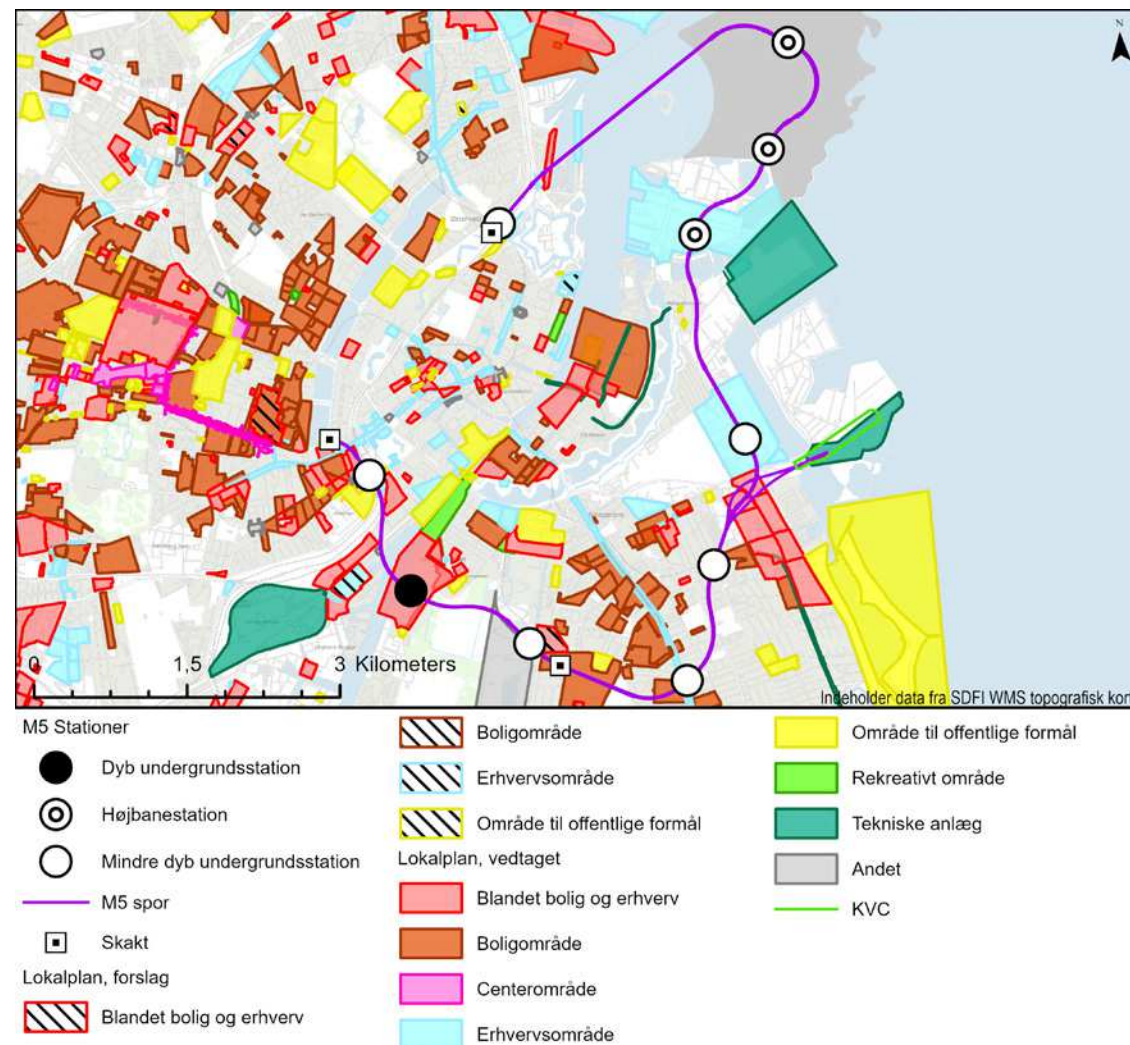 N
0
1,5
3 Kilometers
Indeholder data fra SDFI WMS topografisk kort
M5 Stationer
Dyb undergrundsstation
Højbanestation
Mindre dyb undergrundsstation
M5 spor
Skakt
Lokalplan, forslag
Blandet bolig og erhverv
Boligområde
Erhvervsområde
Område til offentlige formål
Lokalplan, vedtaget
Blandet bolig og erhverv
Boligområde
Centerområde
Erhvervsområde
Område til offentlige formål
Rekreativt område
Tekniske anlæg
Andet
KVC